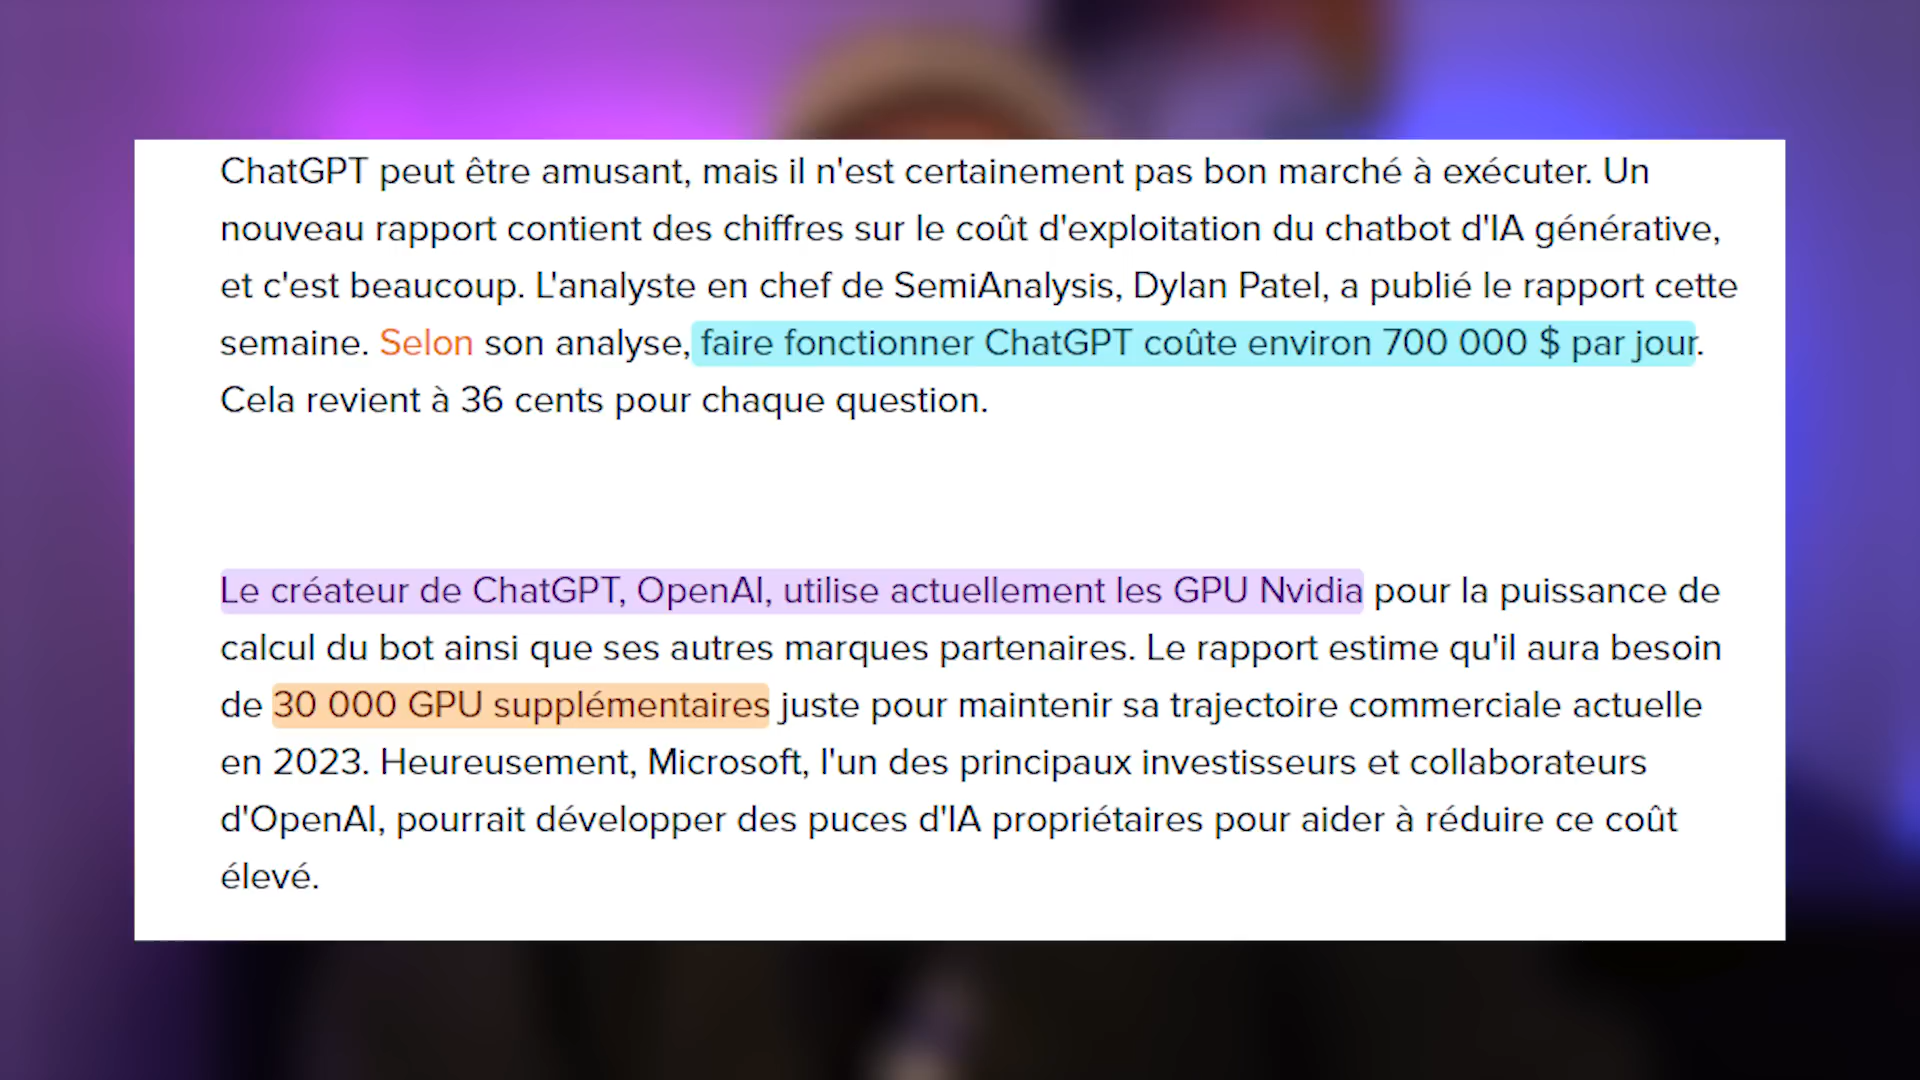 ChatGPT peut être amusant, mais il n'est certainement pas bon marché à exécuter. Un
nouveau rapport contient des chiffres sur le coût d'exploitation du chatbot d'IA générative,
et c'est beaucoup. L'analyste en chef de SemiAnalysis, Dylan Patel, a publié le rapport cette
semaine. Selon son analyse, faire fonctionner ChatGPT coûte environ 700 000 $ par jour.
Cela revient à 36 cents pour chaque question.
Le créateur de ChatGPT, OpenAI, utilise actuellement les GPU Nvidia pour la puissance de
calcul du bot ainsi que ses autres marques partenaires. Le rapport estime qu'il aura besoin
de 30 000 GPU supplémentaires juste pour maintenir sa trajectoire commerciale actuelle
en 2023. Heureusement, Microsoft, l'un des principaux investisseurs et collaborateurs
d'OpenAI, pourrait développer des puces d'IA propriétaires pour aider à réduire ce coût
élevé.